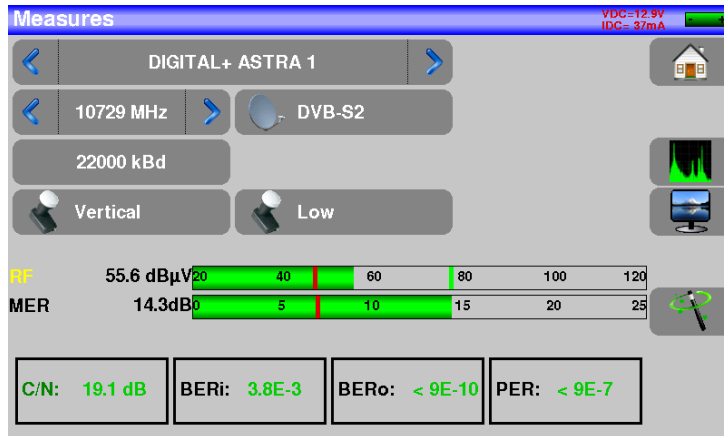 Measures
VDC=12.9V
IDC= 37mA
- +
DIGITAL+ ASTRA 1
10729 MHz
DVB-S2
22000 kBd
Vertical
Low
RF 55.6 dBµV 20 40 60 80 100 120
MER 14.3dB 0 5 10 15 20 25
C/N: 19.1 dB BERi: 3.8E-3 BERo: < 9E-10 PER: < 9E-7